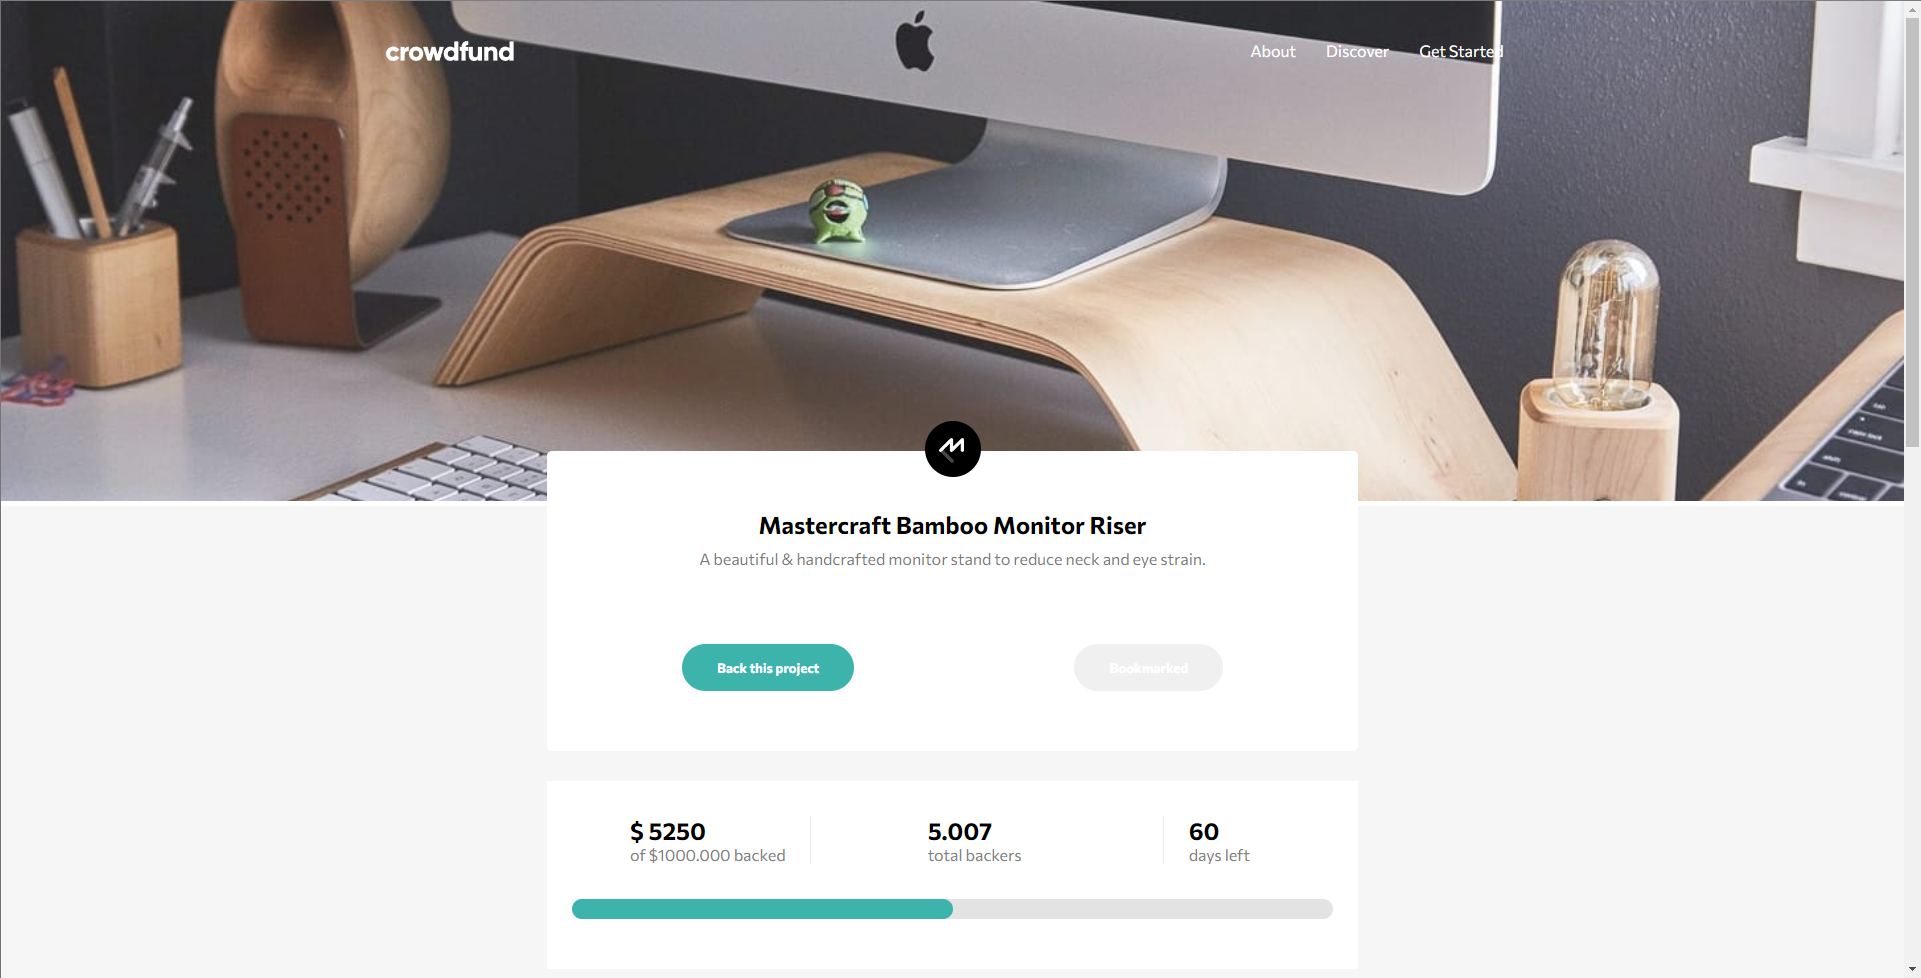 crowdfund
About Discover Get Started
Mastercraft Bamboo Monitor Riser
A beautiful & handcrafted monitor stand to reduce neck and eye strain.
Back this project
Bookmarked
$ 5250
of $1000.000 backed
5.007
total backers
60
days left